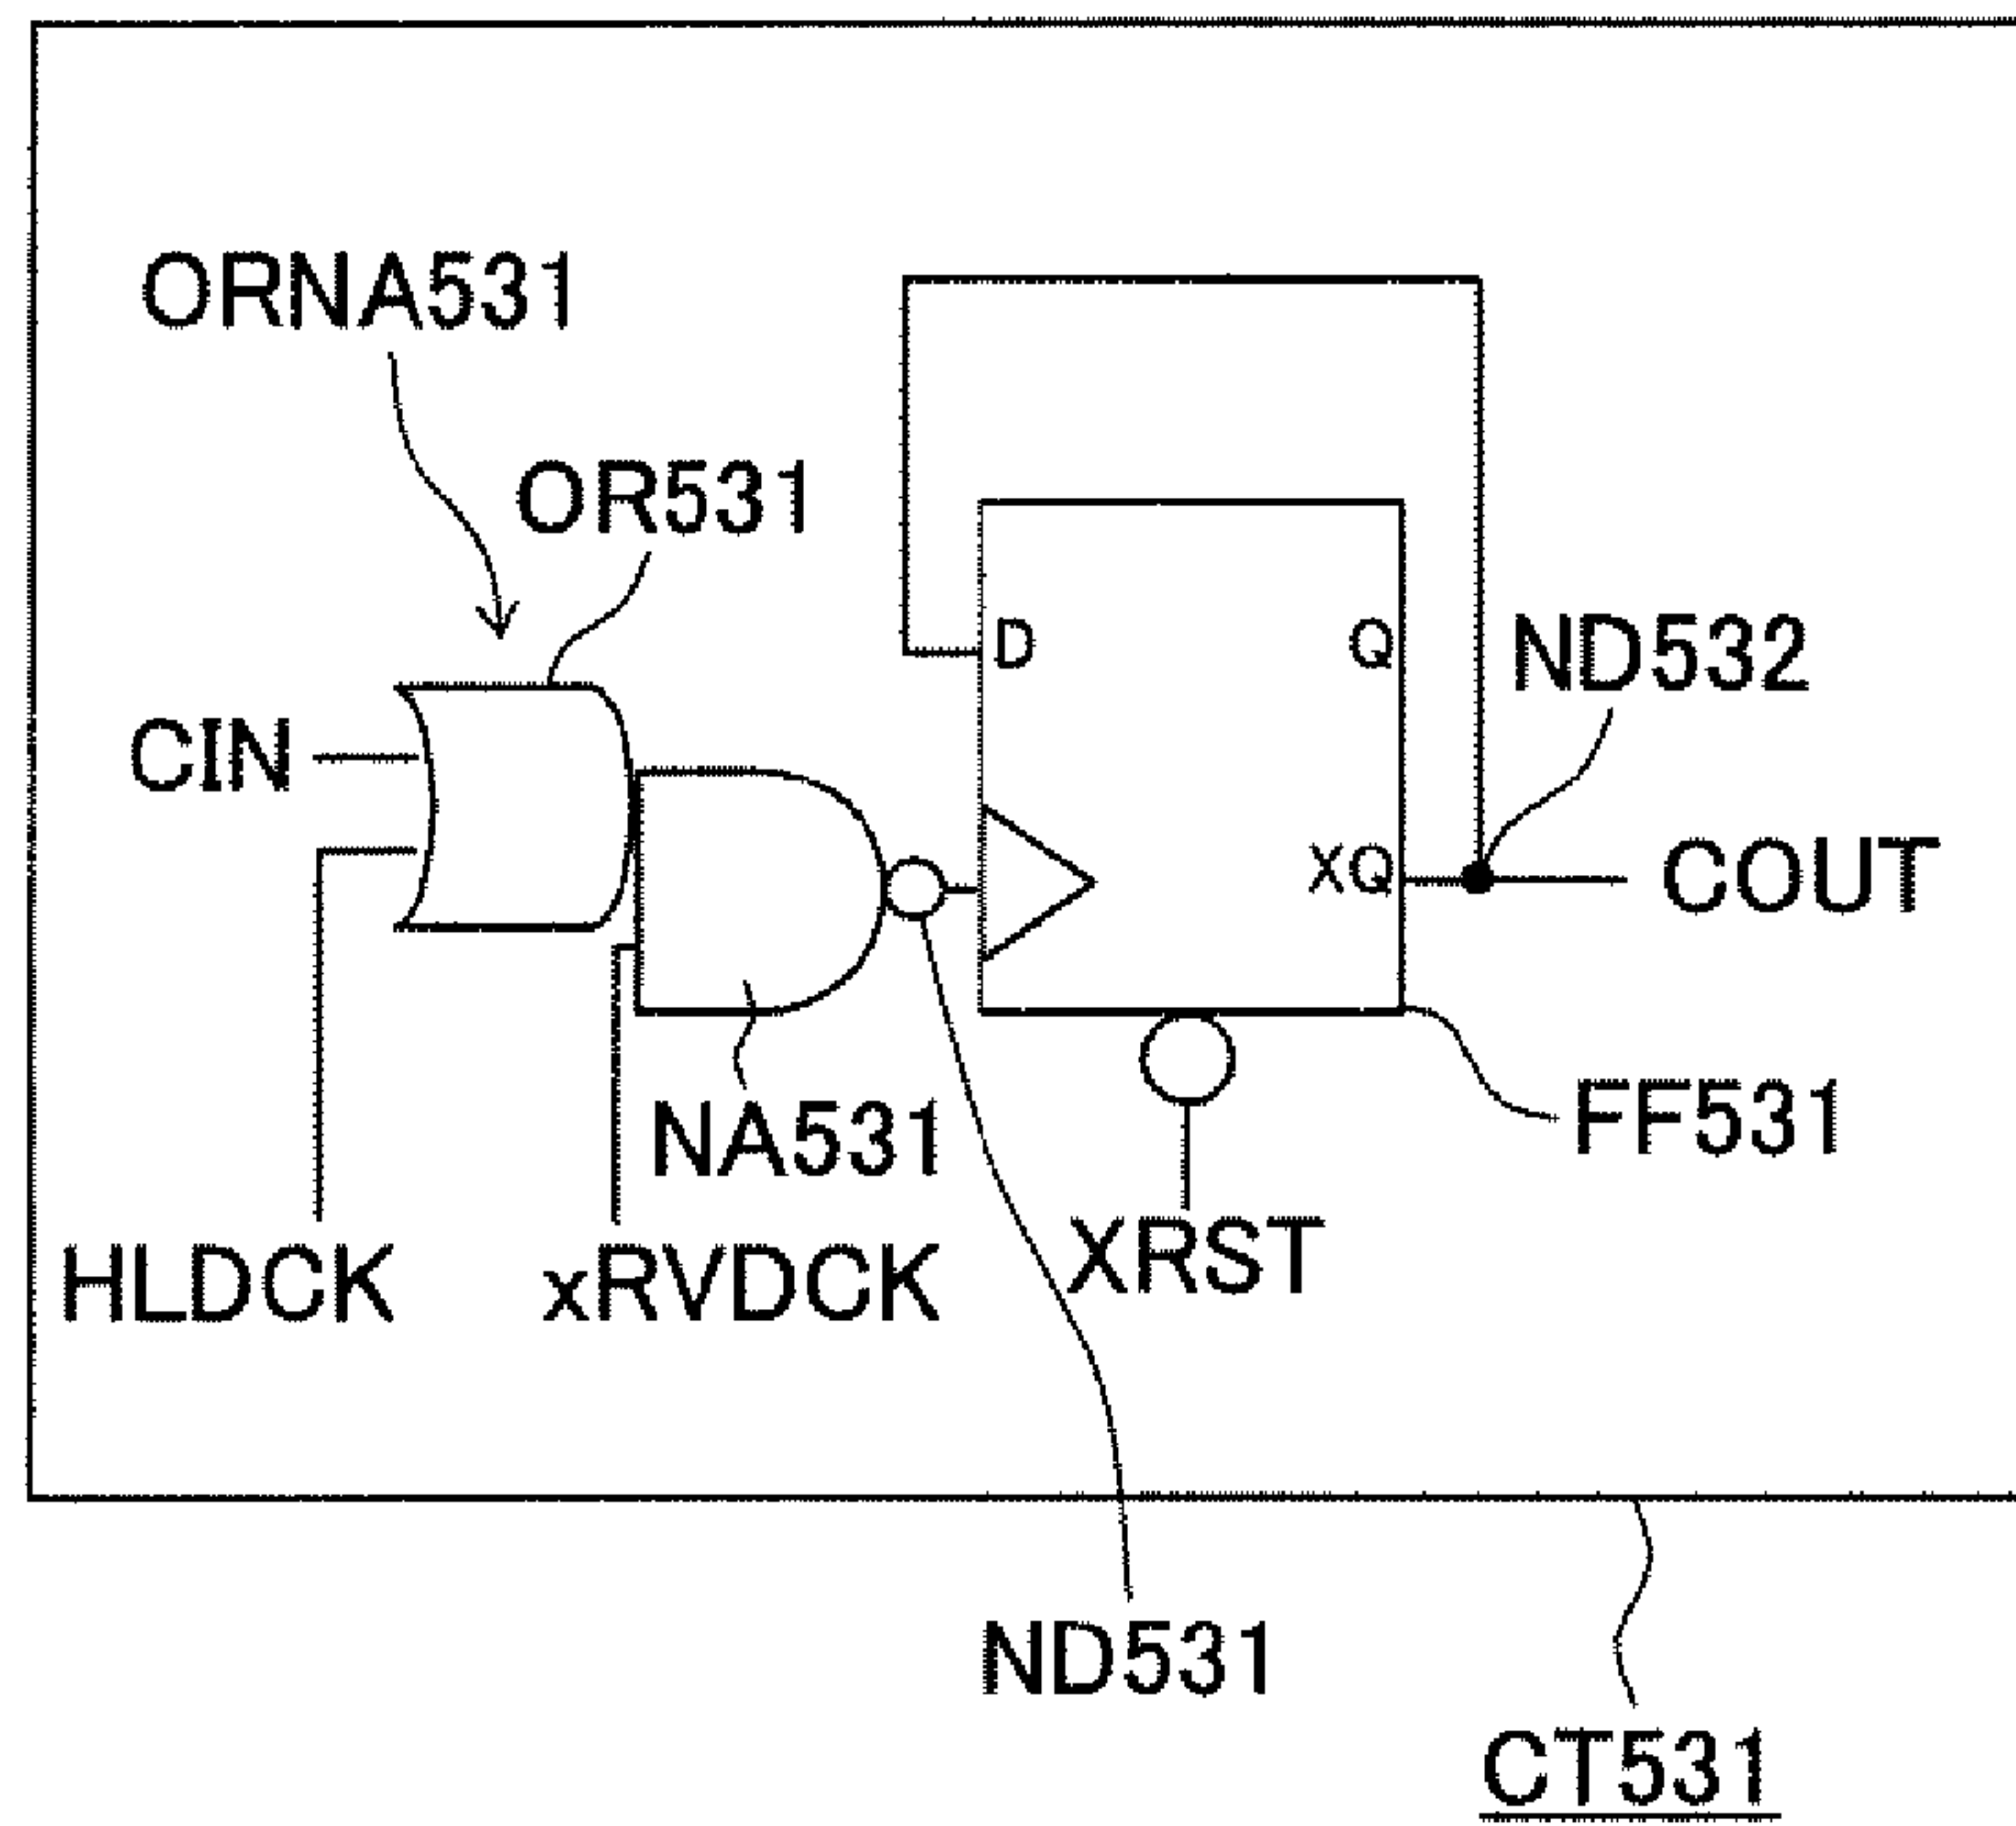 ORNA531
OR531
D
Q
ND532
CIN
XQ
COUT
NA531
FF531
HLDCK
xRVDCK
XRST
ND531
CT531